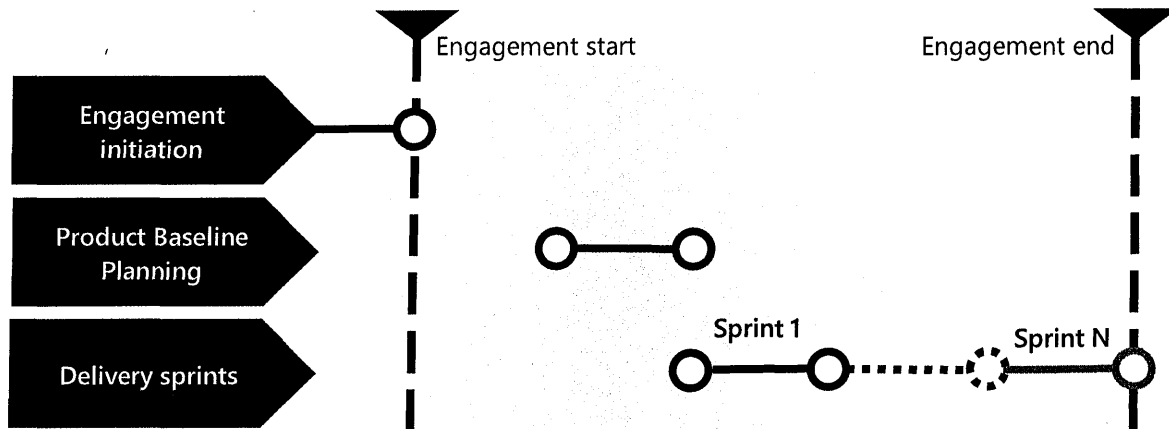 Engagement start
Engagement end
Engagement
initiation
Product Baseline
Planning
Sprint 1
Sprint N
Delivery sprints